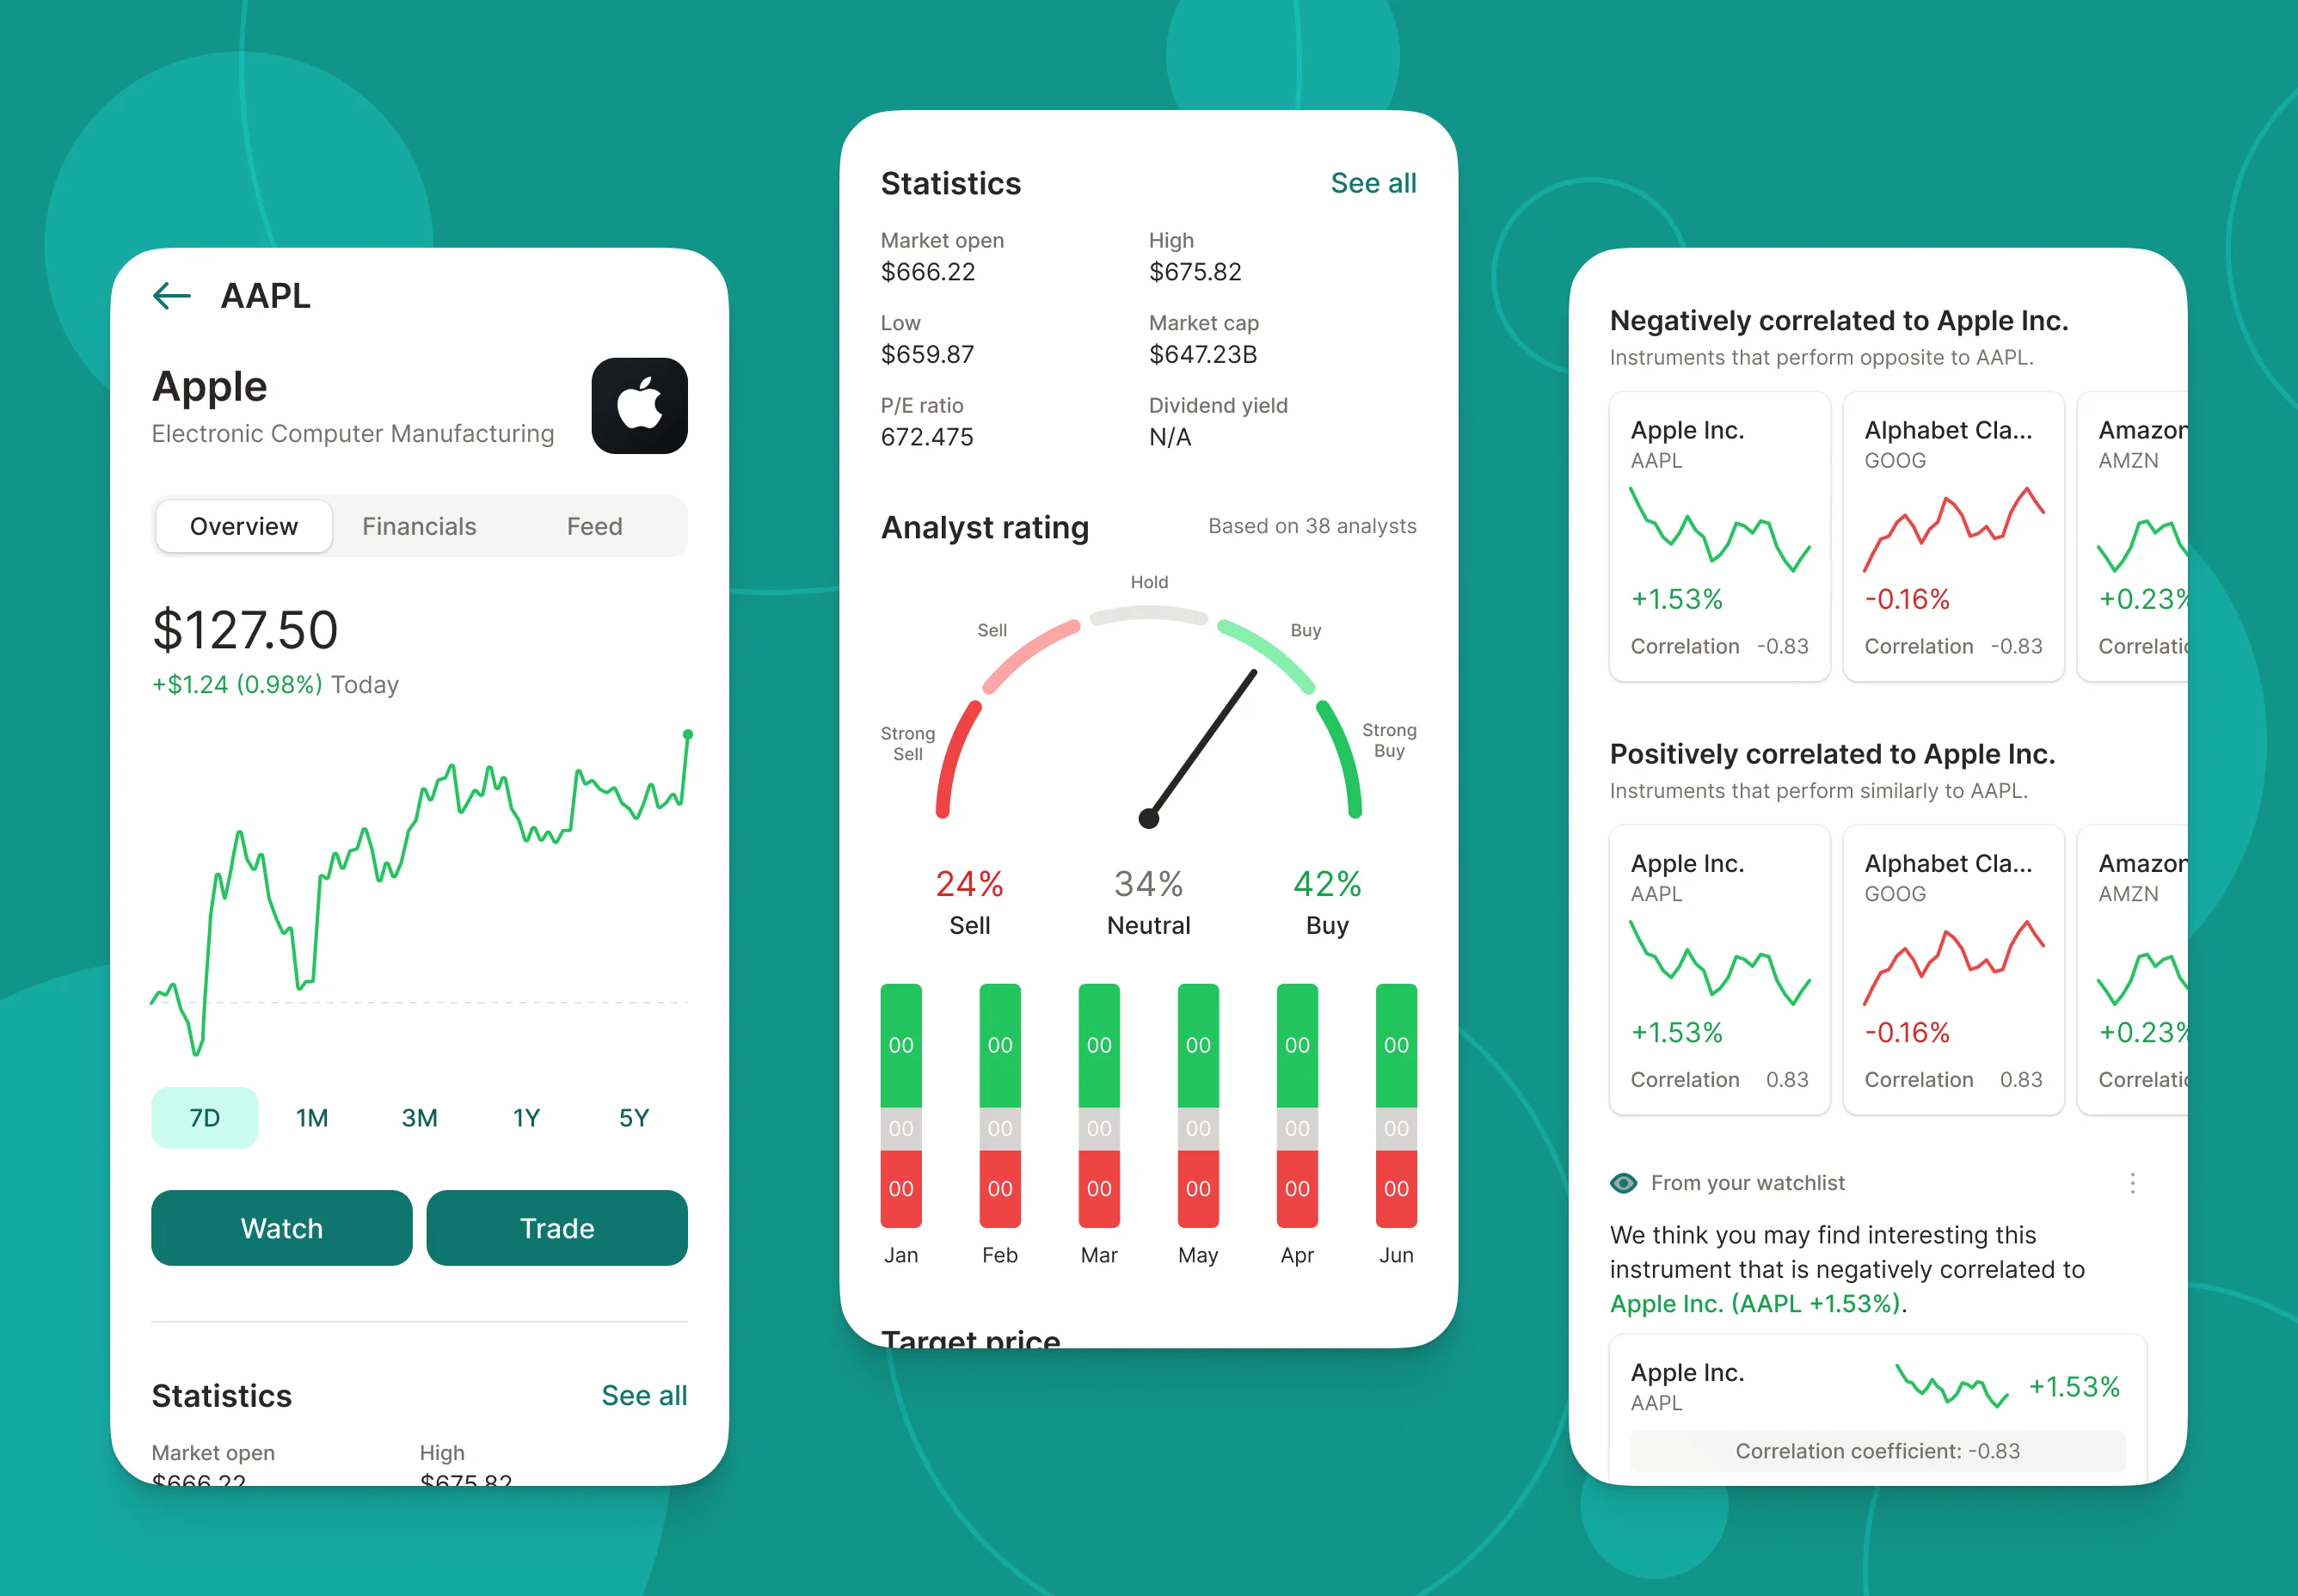 AAPL
Apple
Electronic Computer Manufacturing
Overview Financials Feed
$127.50
+$1.24 (0.98%) Today
7D 1M 3M 1Y 5Y
Watch Trade
Statistics See all
Market open High
$666.22 $675.82
Statistics See all
Market open High
$666.22 $675.82
Low Market cap
$659.87 $647.23B
P/E ratio Dividend yield
672.475 N/A
Analyst rating Based on 38 analysts
Hold
Sell Buy
Strong Strong
Sell Buy
24% 34% 42%
Sell Neutral Buy
00 00 00 00 00 00
00 00 00 00 00 00
00 00 00 00 00 00
Jan Feb Mar May Apr Jun
Target price
Negatively correlated to Apple Inc.
Instruments that perform opposite to AAPL.
Apple Inc. Alphabet Cla... Amazon
AAPL GOOG AMZN
+1.53% -0.16% +0.23%
Correlation -0.83 Correlation -0.83 Correlatio
Positively correlated to Apple Inc.
Instruments that perform similarly to AAPL.
Apple Inc. Alphabet Cla... Amazon
AAPL GOOG AMZN
+1.53% -0.16% +0.23%
Correlation 0.83 Correlation 0.83 Correlatio
From your watchlist
We think you may find interesting this
instrument that is negatively correlated to
Apple Inc. (AAPL +1.53%).
Apple Inc. +1.53%
AAPL
Correlation coefficient: -0.83